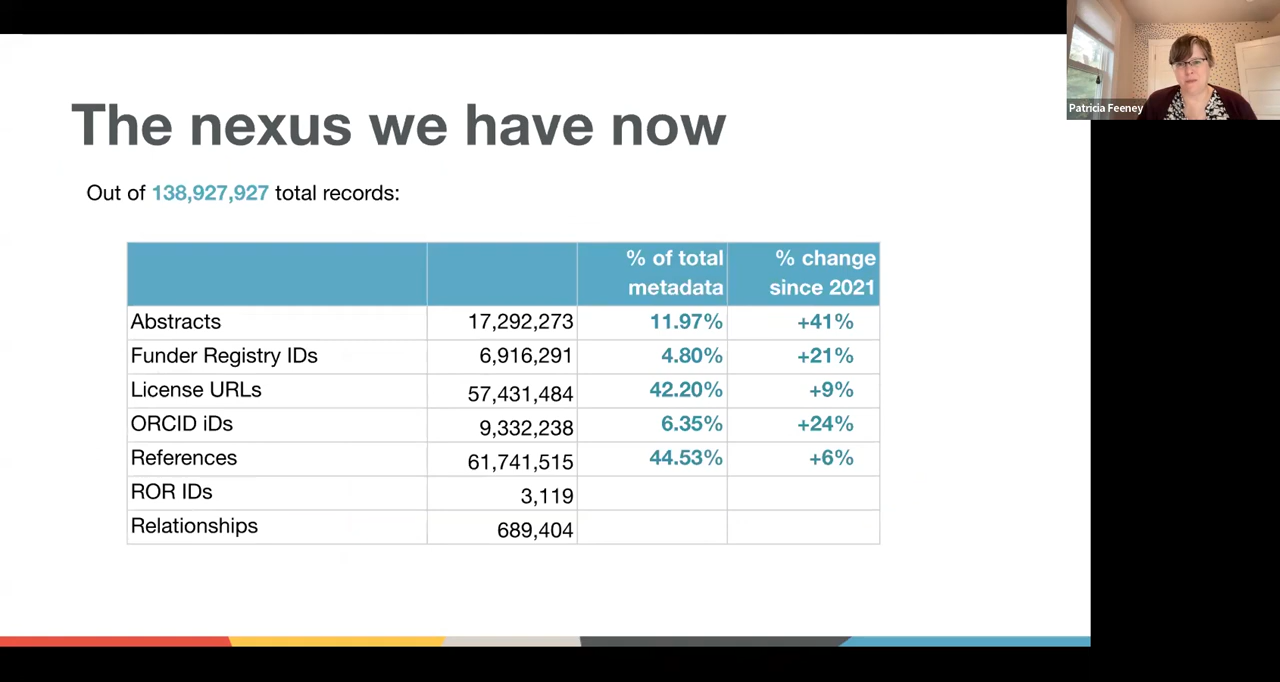 The nexus we have now
Patricia Feeney
Out of 138,927,927 total records:
% of total metadata % change since 2021
Abstracts 17,292,273 11.97% +41%
Funder Registry IDs 6,916,291 4.80% +21%
License URLs 57,431,484 42.20% +9%
ORCID iDs 9,332,238 6.35% +24%
References 61,741,515 44.53% +6%
ROR IDs 3,119
Relationships 689,404